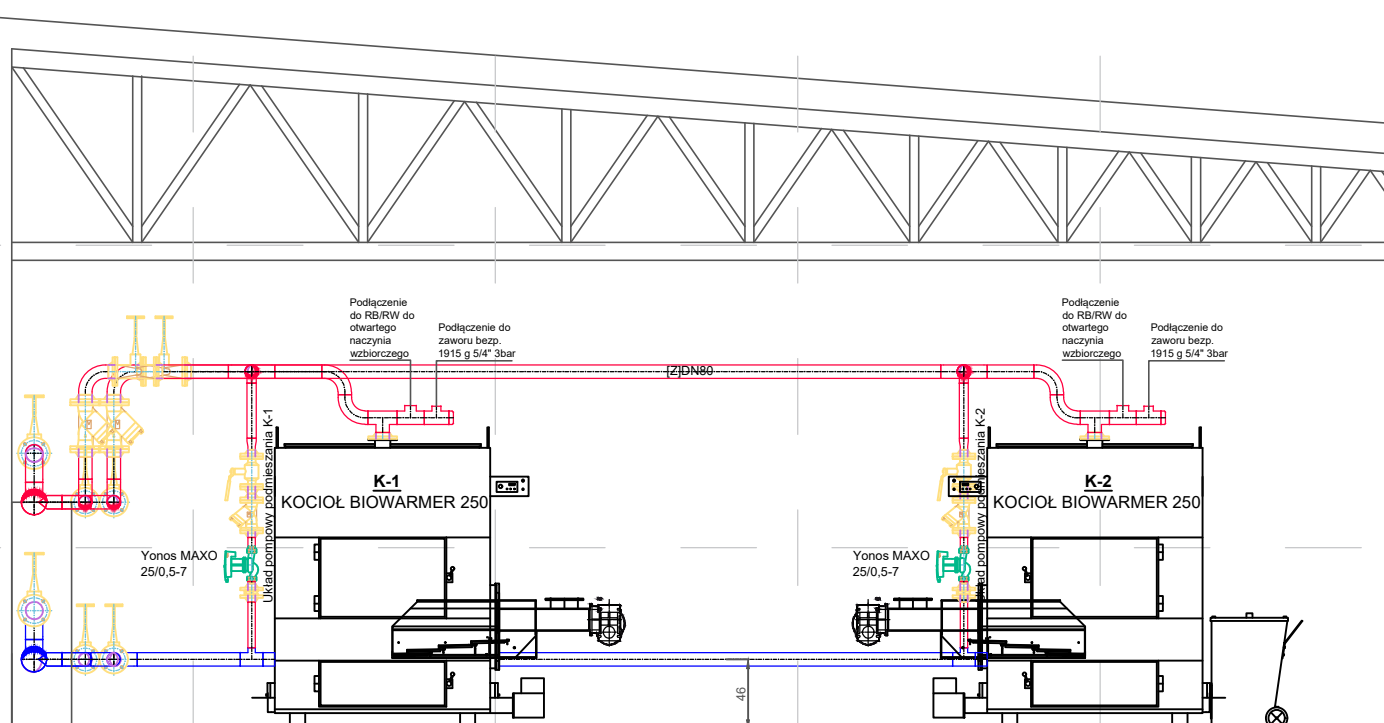 Podłączenie
do RB/RW do
otwartego
naczynia
wzbiorczego
Podłączenie do
zaworu bezp.
1915 g 5/4" 3bar
Podłączenie
do RB/RW do
otwartego
naczynia
wzbiorczego
Podłączenie do
zaworu bezp.
1915 g 5/4" 3bar
[Z]DN80
Układ pompowy podmieszania K-1
K-1
KOCIOŁ BIOWARMER 250
Układ pompowy podmieszania K-2
K-2
KOCIOŁ BIOWARMER 250
Yonos MAXO
25/0,5-7
Yonos MAXO
25/0,5-7
46